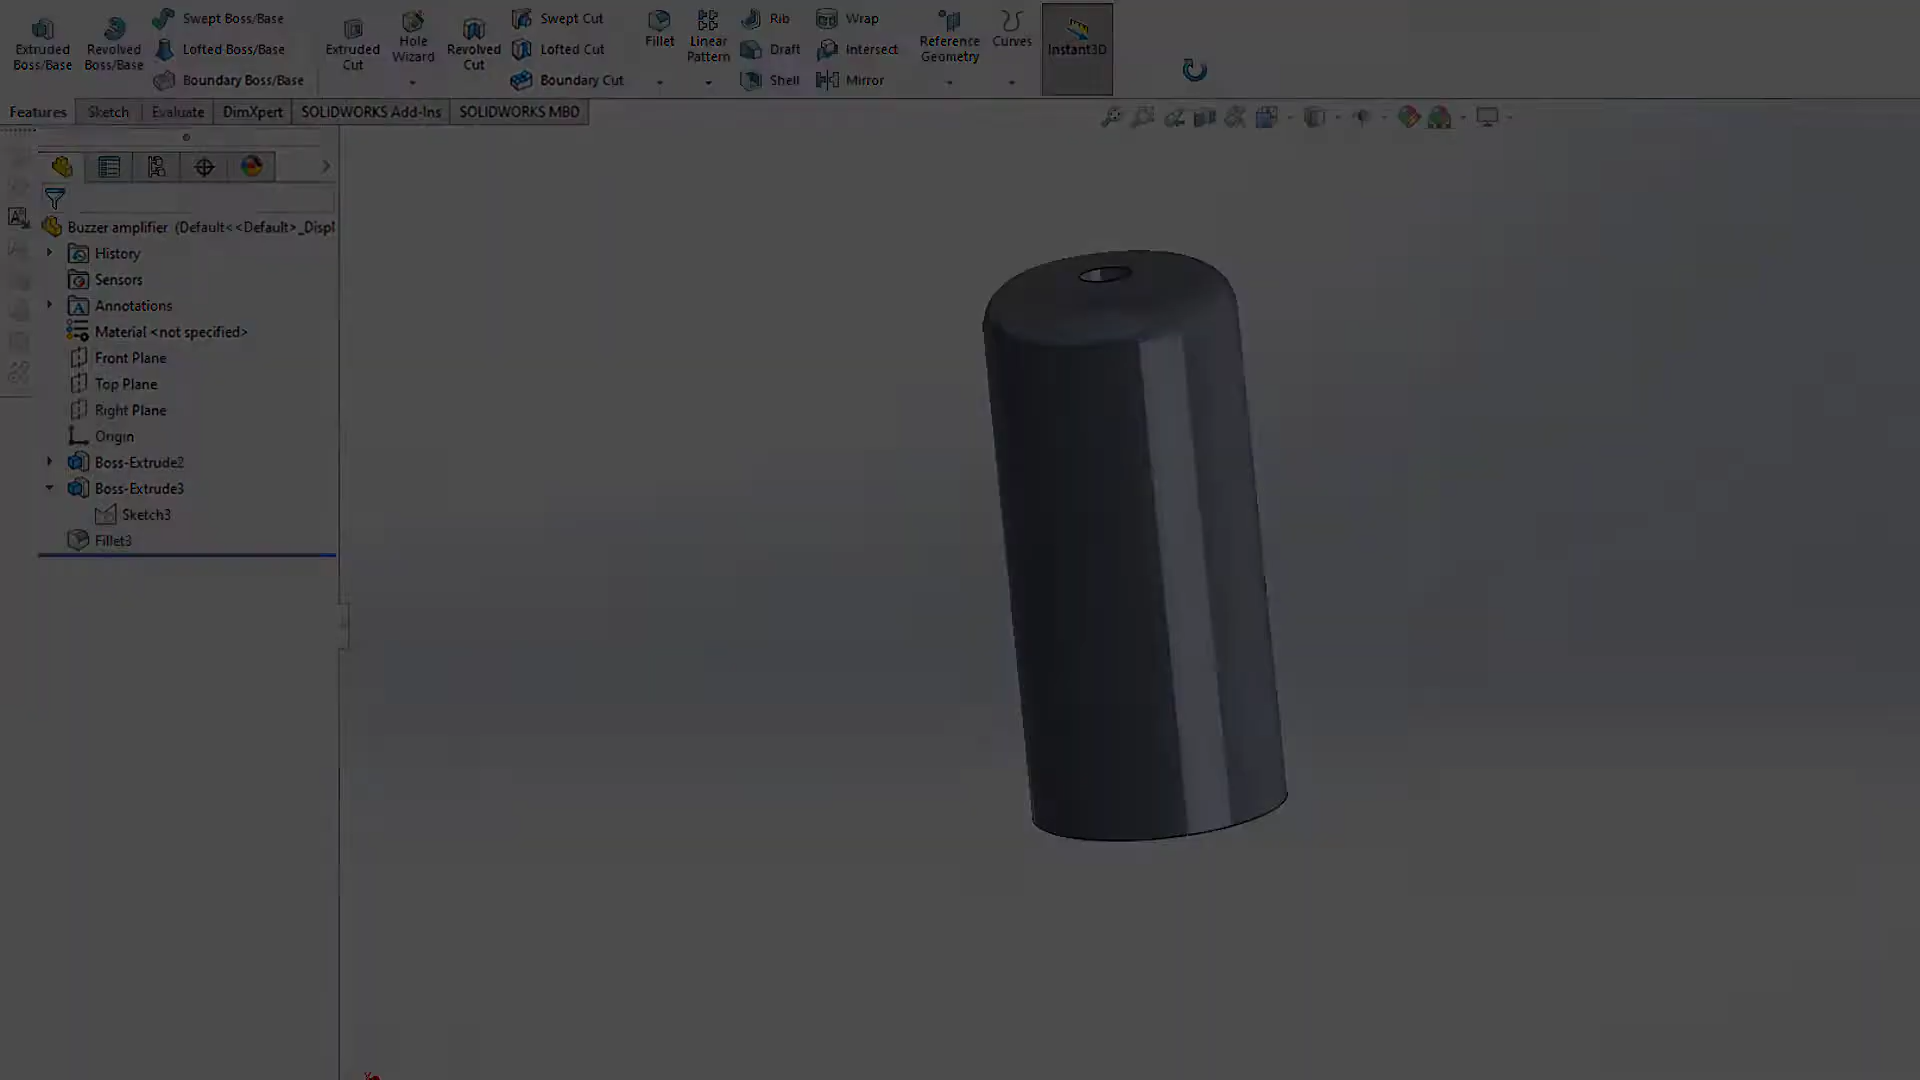 Extruded Boss/Base
Revolved Boss/Base
Swept Boss/Base
Lofted Boss/Base
Boundary Boss/Base
Extruded Cut
Hole Wizard
Revolved Cut
Swept Cut
Lofted Cut
Boundary Cut
Fillet
Linear Pattern
Rib
Draft
Shell
Wrap
Intersect
Mirror
Reference Geometry
Curves
Instant3D
Features
Sketch
Evaluate
DimXpert
SOLIDWORKS Add-Ins
SOLIDWORKS MBD
Buzzer amplifier (Default<<Default>_Displ
History
Sensors
Annotations
Material <not specified>
Front Plane
Top Plane
Right Plane
Origin
Boss-Extrude2
Boss-Extrude3
Sketch3
Fillet3